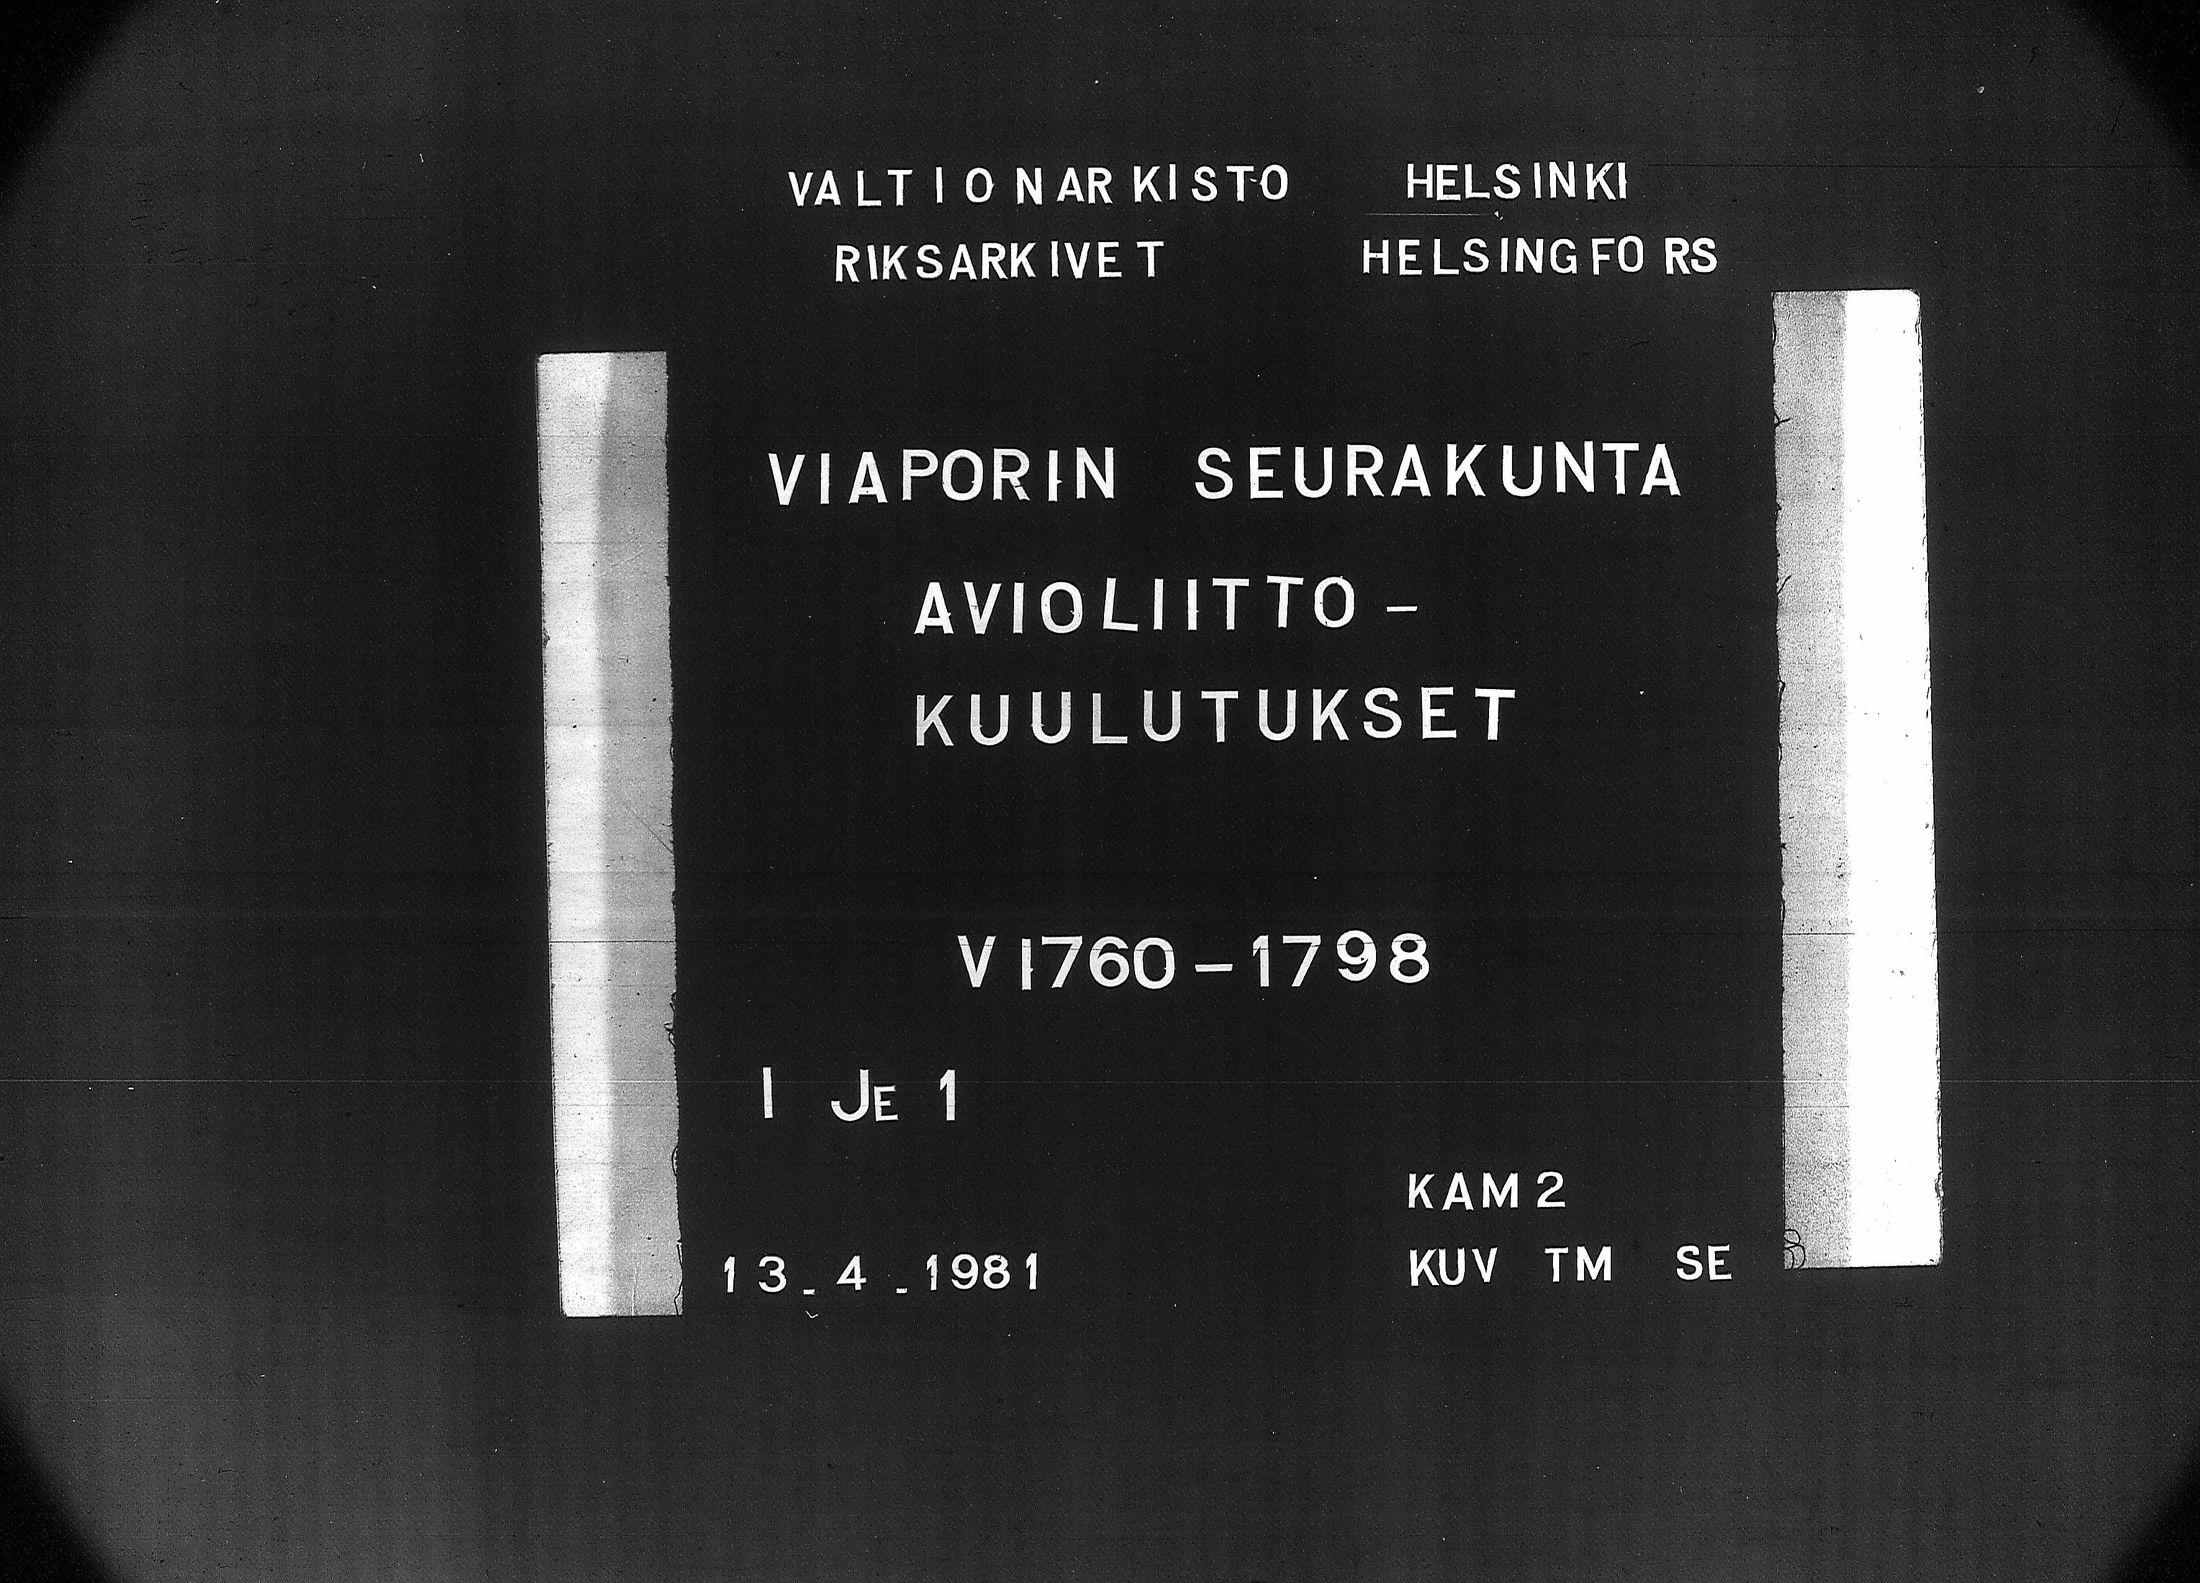 VALTIONARKISTO HELSINKI
RIKSARKIVET HELSINGFORS
VIAPORIN SEURAKUNTA
AVIOLIITTO-
KUULUTUKSET
V 1760-1798
I JE 1
KAM 2
13.4.1981 KUV TM SE